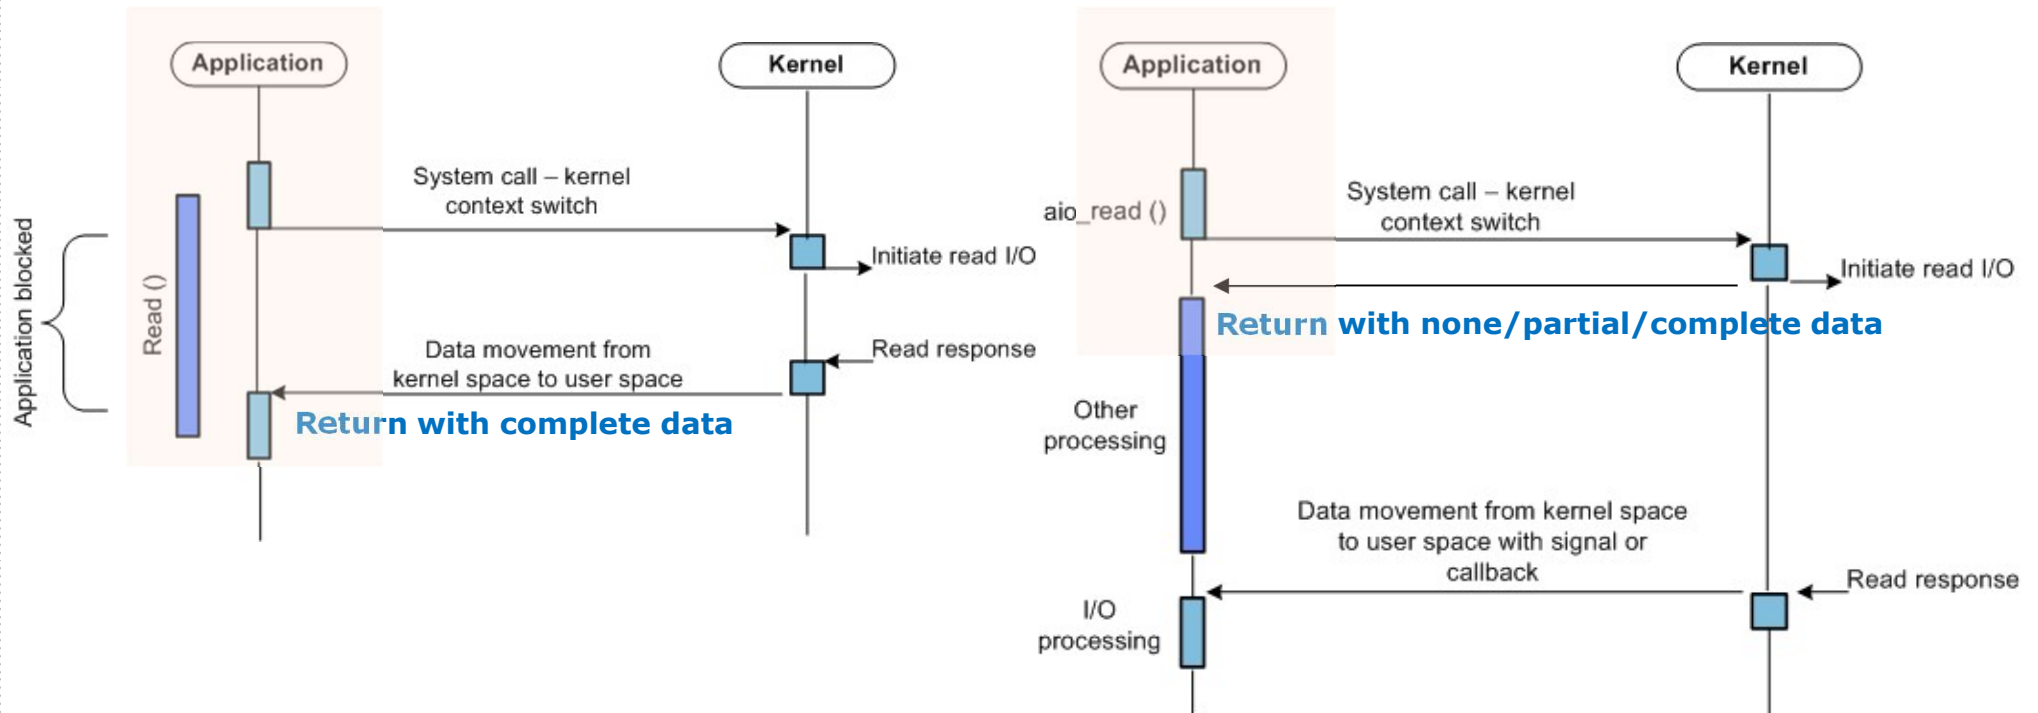 Application
Kernel
System call – kernel
context switch
Initiate read I/O
Application blocked
Read ()
Read response
Data movement from
kernel space to user space
Return with complete data
Application
Kernel
aio_read ()
System call – kernel
context switch
Initiate read I/O
Return with none/partial/complete data
Other
processing
Data movement from kernel space
to user space with signal or
callback
Read response
I/O
processing